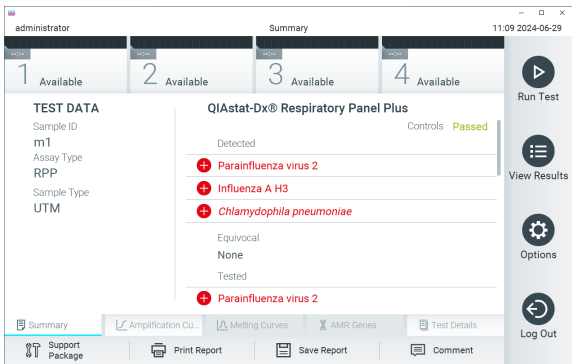 administrator
Summary
11:09 2024-06-29
--:--
--:--
--:--
--:--
1 Available
2 Available
3 Available
4 Available
Run Test
TEST DATA
Sample ID
m1
Assay Type
RPP
Sample Type
UTM
QIAstat-Dx® Respiratory Panel Plus
Controls Passed
Detected
Parainfluenza virus 2
Influenza A H3
Chlamydophila pneumoniae
Equivocal
None
Tested
Parainfluenza virus 2
View Results
Options
Log Out
Summary
Amplification Cu...
Melting Curves
AMR Genes
Test Details
Support
Package
Print Report
Save Report
Comment